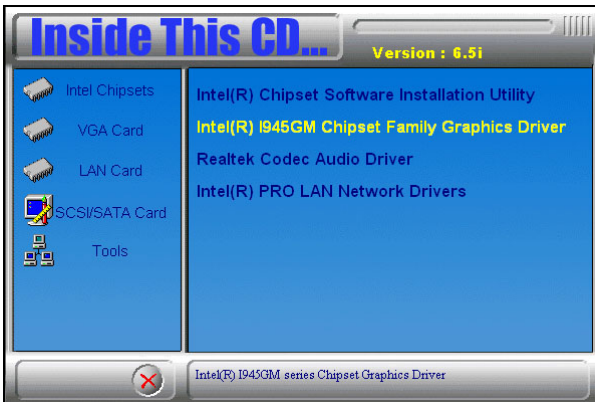 Inside This CD...
Version : 6.5i
Intel Chipsets
VGA Card
LAN Card
SCSI/SATA Card
Tools
Intel(R) Chipset Software Installation Utility
Intel(R) I945GM Chipset Family Graphics Driver
Realtek Codec Audio Driver
Intel(R) PRO LAN Network Drivers
Intel(R) I945GM series Chipset Graphics Driver